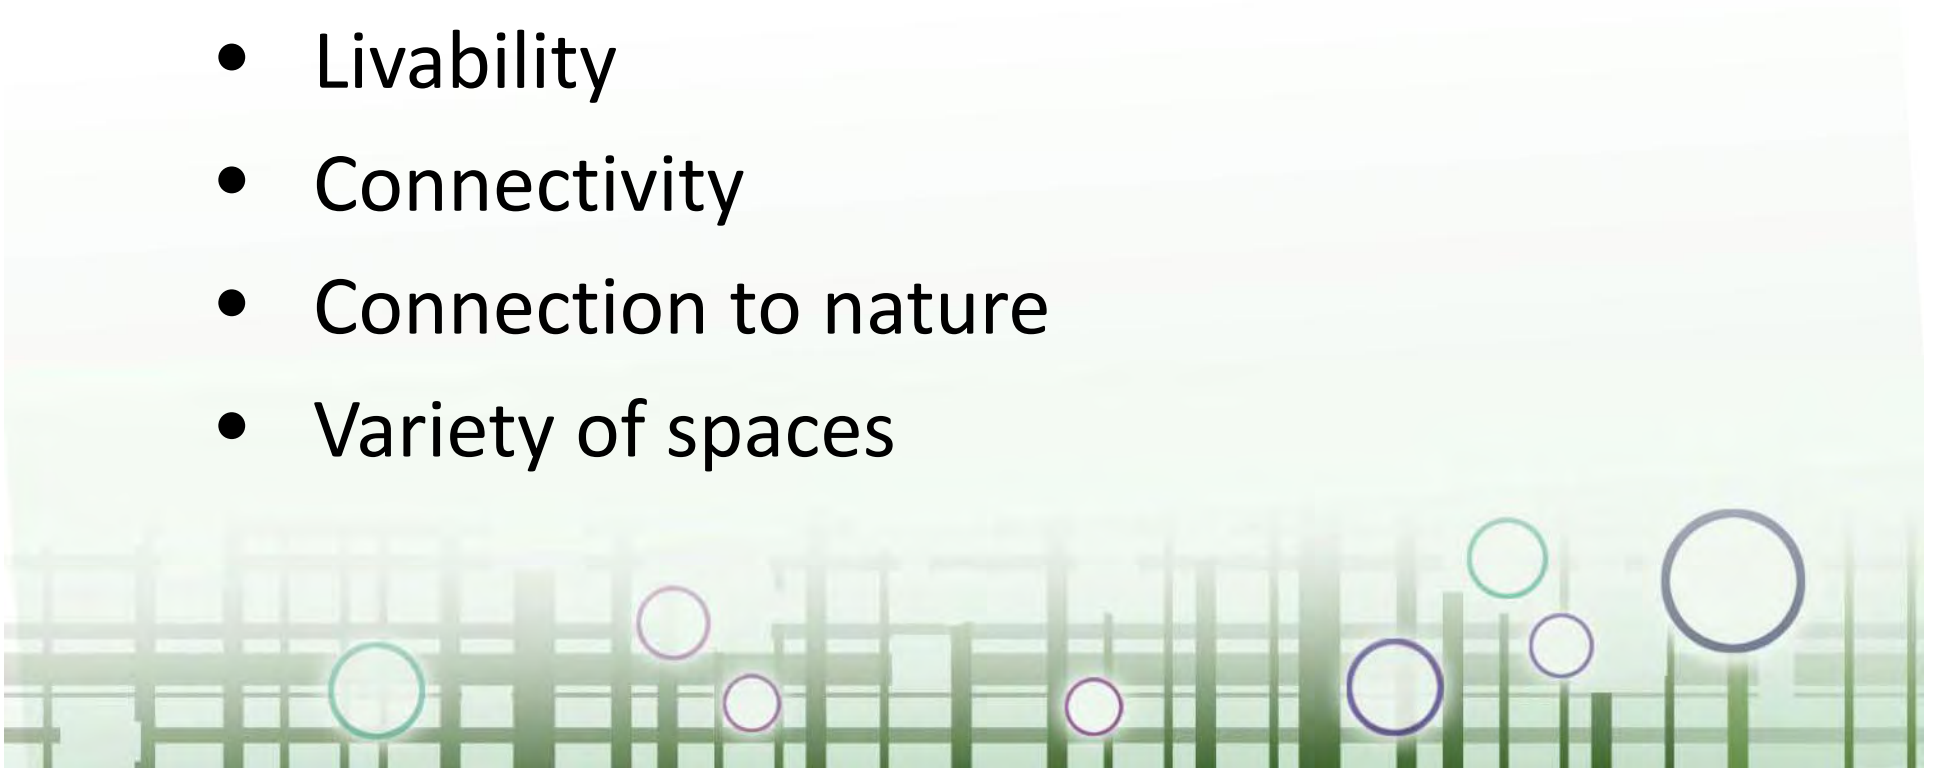 • Livability
• Connectivity
• Connection to nature
• Variety of spaces